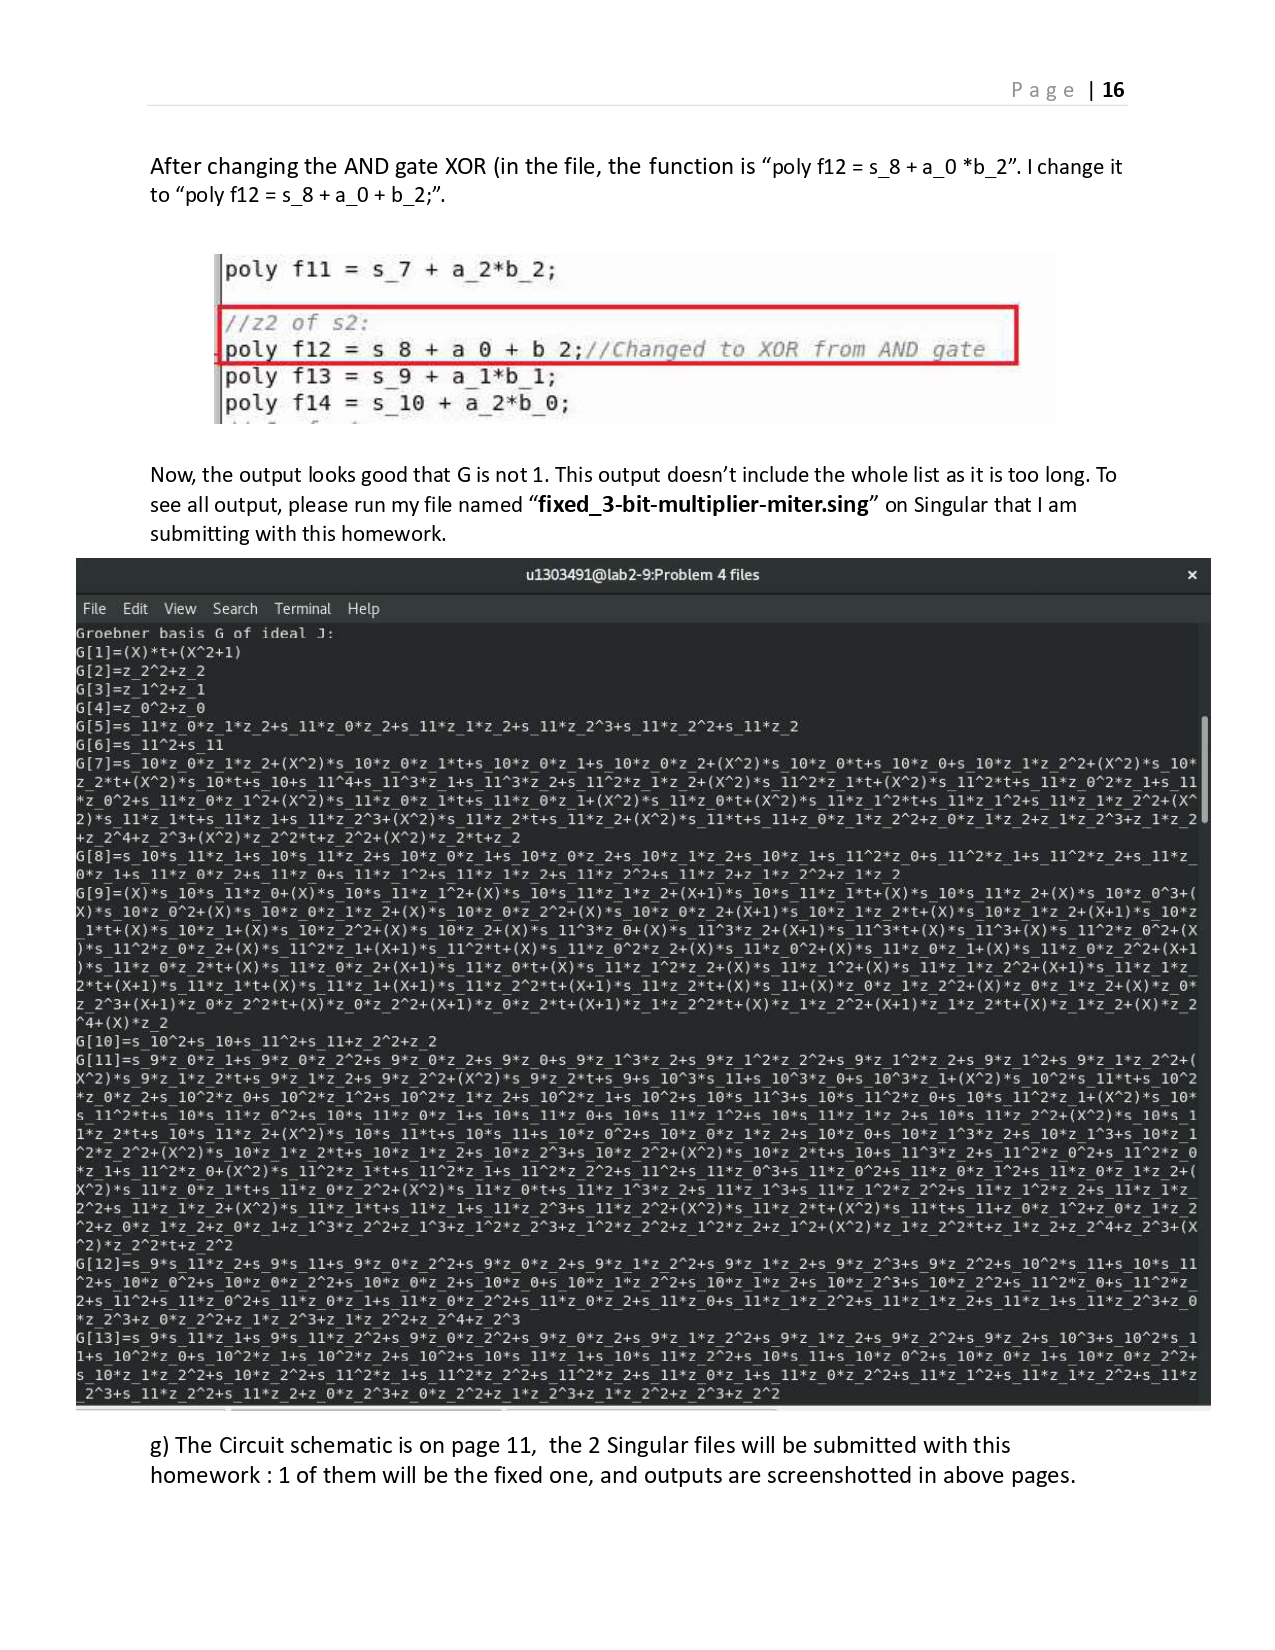 Page | 16
After changing the AND gate XOR (in the file, the function is “poly f12 = s_8 + a_0 *b_2”. I change it
to “poly f12 = s_8 + a_0 + b_2;”.
poly f11 = s_7 + a_2*b_2;
//z2 of s2:
poly f12 = s 8 + a 0 + b 2;//Changed to XOR from AND gate
poly f13 = s_9 + a_1*b_1;
poly f14 = s_10 + a_2*b_0;
Now, the output looks good that G is not 1. This output doesn’t include the whole list as it is too long. To
see all output, please run my file named “fixed_3-bit-multiplier-miter.sing” on Singular that I am
submitting with this homework.
u1303491@lab2-9:Problem 4 files ×
File Edit View Search Terminal Help
Groebner basis G of ideal J:
G[1]=(X)*t+(X^2+1)
G[2]=z_2^2+z_2
G[3]=z_1^2+z_1
G[4]=z_0^2+z_0
G[5]=s_11*z_0*z_1*z_2+s_11*z_0*z_2+s_11*z_1*z_2+s_11*z_2^3+s_11*z_2^2+s_11*z_2
G[6]=s_11^2+s_11
G[7]=s_10*z_0*z_1*z_2+(X^2)*s_10*z_0*z_1*t+s_10*z_0*z_1+s_10*z_0*z_2+(X^2)*s_10*z_0*t+s_10*z_0+s_10*z_1*z_2^2+(X^2)*s_10*
z_2*t+(X^2)*s_10*t+s_10+s_11^4+s_11^3*z_1+s_11^3*z_2+s_11^2*z_1*z_2+(X^2)*s_11^2*z_1*t+(X^2)*s_11^2*t+s_11*z_0^2*z_1+s_11
*z_0^2+s_11*z_0*z_1^2+(X^2)*s_11*z_0*z_1*t+s_11*z_0*z_1+(X^2)*s_11*z_0*t+(X^2)*s_11*z_1^2*t+s_11*z_1^2+s_11*z_1*z_2^2+(X^
2)*s_11*z_1*t+s_11*z_1+s_11*z_2^3+(X^2)*s_11*z_2*t+s_11*z_2+(X^2)*s_11*t+s_11+z_0*z_1*z_2^2+z_0*z_1*z_2+z_1*z_2^3+z_1*z_2
+z_2^4+z_2^3+(X^2)*z_2^2*t+z_2^2+(X^2)*z_2*t+z_2
G[8]=s_10*s_11*z_1+s_10*s_11*z_2+s_10*z_0*z_1+s_10*z_0*z_2+s_10*z_1*z_2+s_10*z_1+s_11^2*z_0+s_11^2*z_1+s_11^2*z_2+s_11*z_
0*z_1+s_11*z_0*z_2+s_11*z_0+s_11*z_1^2+s_11*z_1*z_2+s_11*z_2^2+s_11*z_2+z_1*z_2^2+z_1*z_2
G[9]=(X)*s_10*s_11*z_0+(X)*s_10*s_11*z_1^2+(X)*s_10*s_11*z_1*z_2+(X+1)*s_10*s_11*z_1*t+(X)*s_10*s_11*z_2+(X)*s_10*z_0^3+(
X)*s_10*z_0^2+(X)*s_10*z_0*z_1*z_2+(X)*s_10*z_0*z_2^2+(X)*s_10*z_0*z_2+(X+1)*s_10*z_1*z_2*t+(X)*s_10*z_1*z_2+(X+1)*s_10*z
_1*t+(X)*s_10*z_1+(X)*s_10*z_2^2+(X)*s_10*z_2+(X)*s_11^3*z_0+(X)*s_11^3*z_2+(X+1)*s_11^3*t+(X)*s_11^3+(X)*s_11^2*z_0^2+(X
)*s_11^2*z_0*z_2+(X)*s_11^2*z_1+(X+1)*s_11^2*t+(X)*s_11*z_0^2*z_2+(X)*s_11*z_0^2+(X)*s_11*z_0*z_1+(X)*s_11*z_0*z_2^2+(X+1
)*s_11*z_0*z_2*t+(X)*s_11*z_0*z_2+(X+1)*s_11*z_0*t+(X)*s_11*z_1^2*z_2+(X)*s_11*z_1^2+(X)*s_11*z_1*z_2^2+(X+1)*s_11*z_1*z_
2*t+(X+1)*s_11*z_1*t+(X)*s_11*z_1+(X+1)*s_11*z_2^2*t+(X+1)*s_11*z_2*t+(X)*s_11+(X)*z_0*z_1*z_2^2+(X)*z_0*z_1*z_2+(X)*z_0*
z_2^3+(X+1)*z_0*z_2^2*t+(X)*z_0*z_2^2+(X+1)*z_0*z_2*t+(X+1)*z_1*z_2^2*t+(X)*z_1*z_2^2+(X+1)*z_1*z_2*t+(X)*z_1*z_2+(X)*z_2
^4+(X)*z_2
G[10]=s_10^2+s_10+s_11^2+s_11+z_2^2+z_2
G[11]=s_9*z_0*z_1+s_9*z_0*z_2^2+s_9*z_0*z_2+s_9*z_0+s_9*z_1^3*z_2+s_9*z_1^2*z_2^2+s_9*z_1^2*z_2+s_9*z_1^2+s_9*z_1*z_2^2+(
X^2)*s_9*z_1*z_2*t+s_9*z_1*z_2+s_9*z_2^2+(X^2)*s_9*z_2*t+s_9+s_10^3*s_11+s_10^3*z_0+s_10^3*z_1+(X^2)*s_10^2*s_11*t+s_10^2
*z_0*z_2+s_10^2*z_0+s_10^2*z_1^2+s_10^2*z_1*z_2+s_10^2*z_1+s_10^2+s_10*s_11^3+s_10*s_11^2*z_0+s_10*s_11^2*z_1+(X^2)*s_10*
s_11^2*t+s_10*s_11*z_0^2+s_10*s_11*z_0*z_1+s_10*s_11*z_0+s_10*s_11*z_1^2+s_10*s_11*z_1*z_2+s_10*s_11*z_2^2+(X^2)*s_10*s_1
1*z_2*t+s_10*s_11*z_2+(X^2)*s_10*s_11*t+s_10*s_11+s_10*z_0^2+s_10*z_0*z_1*z_2+s_10*z_0+s_10*z_1^3*z_2+s_10*z_1^3+s_10*z_1
^2*z_2^2+(X^2)*s_10*z_1*z_2*t+s_10*z_1*z_2+s_10*z_2^3+s_10*z_2^2+(X^2)*s_10*z_2*t+s_10+s_11^3*z_2+s_11^2*z_0^2+s_11^2*z_0
*z_1+s_11^2*z_0+(X^2)*s_11^2*z_1*t+s_11^2*z_1+s_11^2*z_2^2+s_11^2+s_11*z_0^3+s_11*z_0^2+s_11*z_0*z_1^2+s_11*z_0*z_1*z_2+(
X^2)*s_11*z_0*z_1*t+s_11*z_0*z_2^2+(X^2)*s_11*z_0*t+s_11*z_1^3*z_2+s_11*z_1^3+s_11*z_1^2*z_2^2+s_11*z_1^2*z_2+s_11*z_1*z_
2^2+s_11*z_1*z_2+(X^2)*s_11*z_1*t+s_11*z_1+s_11*z_2^3+s_11*z_2^2+(X^2)*s_11*z_2*t+(X^2)*s_11*t+s_11+z_0^2*z_1+z_0*z_1*z_2
^2+z_0*z_1*z_2+z_0*z_1+z_1^3*z_2^2+z_1^3+z_1^2*z_2^3+z_1^2*z_2^2+z_1^2*z_2+z_1^2+(X^2)*z_1*z_2^2*t+z_1*z_2+z_2^4+z_2^3+(X
^2)*z_2^2*t+z_2^2
G[12]=s_9*s_11*z_2+s_9*s_11+s_9*z_0*z_2^2+s_9*z_0*z_2+s_9*z_1*z_2^2+s_9*z_1*z_2+s_9*z_2^3+s_9*z_2^2+s_10^2*s_11+s_10*s_11
^2+s_10*z_0^2+s_10*z_0*z_2^2+s_10*z_0*z_2+s_10*z_0+s_10*z_1*z_2^2+s_10*z_1*z_2+s_10*z_2^3+s_10*z_2^2+s_11^2*z_0+s_11^2*z_
2+s_11^2+s_11*z_0^2+s_11*z_0*z_1+s_11*z_0*z_2^2+s_11*z_0*z_2+s_11*z_0+s_11*z_1*z_2^2+s_11*z_1*z_2+s_11*z_1+s_11*z_2^3+z_0
*z_2^3+z_0*z_2^2+z_1*z_2^3+z_1*z_2^2+z_2^4+z_2^3
G[13]=s_9*s_11*z_1+s_9*s_11*z_2^2+s_9*z_0*z_2^2+s_9*z_0*z_2+s_9*z_1*z_2^2+s_9*z_1*z_2+s_9*z_2^2+s_9*z_2+s_10^3+s_10^2*s_1
1+s_10^2*z_0+s_10^2*z_1+s_10^2*z_2+s_10^2+s_10*s_11*z_1+s_10*s_11*z_2^2+s_10*s_11+s_10*z_0^2+s_10*z_0*z_1+s_10*z_0*z_2^2+
s_10*z_1*z_2^2+s_10*z_2^2+s_11^2*z_1+s_11^2*z_2^2+s_11^2*z_2+s_11*z_0*z_1+s_11*z_0*z_2^2+s_11*z_1^2+s_11*z_1*z_2^2+s_11*z
_2^3+s_11*z_2^2+s_11*z_2+z_0*z_2^3+z_0*z_2^2+z_1*z_2^3+z_1*z_2^2+z_2^3+z_2^2
g) The Circuit schematic is on page 11, the 2 Singular files will be submitted with this
homework : 1 of them will be the fixed one, and outputs are screenshotted in above pages.